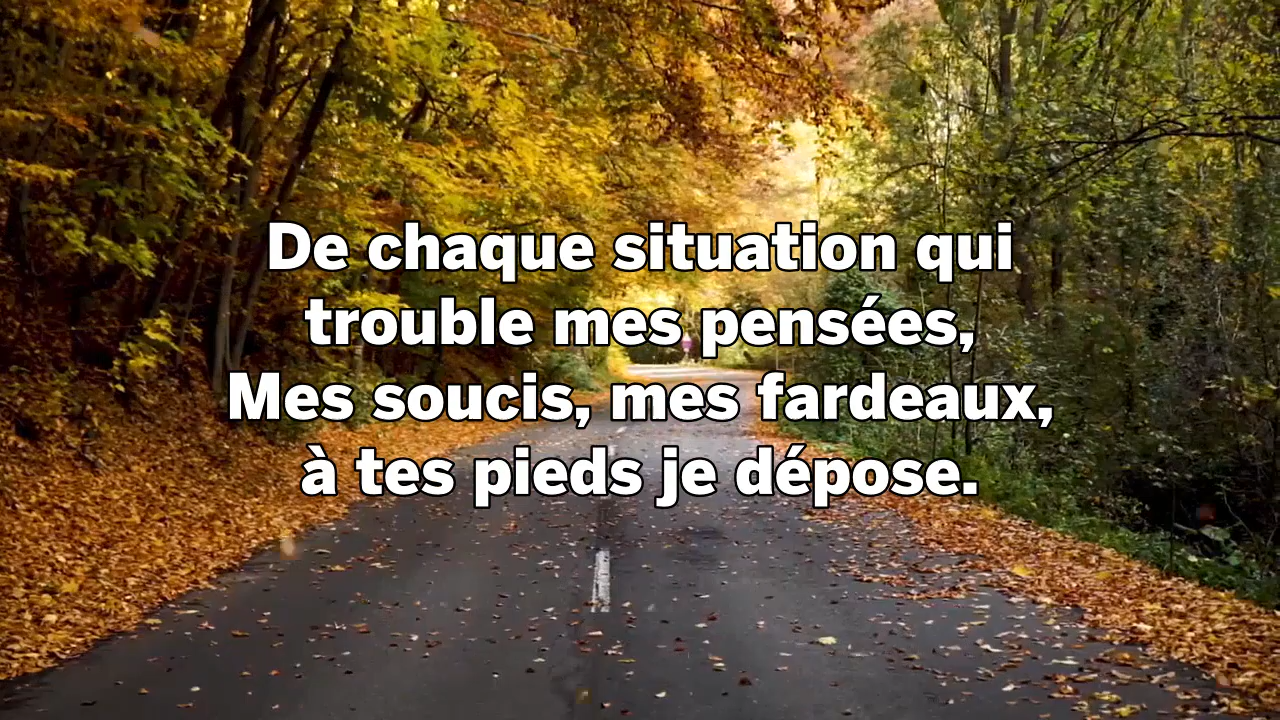 De chaque situation qui
trouble mes pensées,
Mes soucis, mes fardeaux,
à tes pieds je dépose.